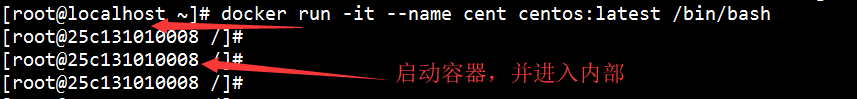 [root@localhost ~]# docker run -it --name cent centos:latest /bin/bash
[root@25c131010008 /]#
[root@25c131010008 /]#
[root@25c131010008 /]#
启动容器，并进入内部